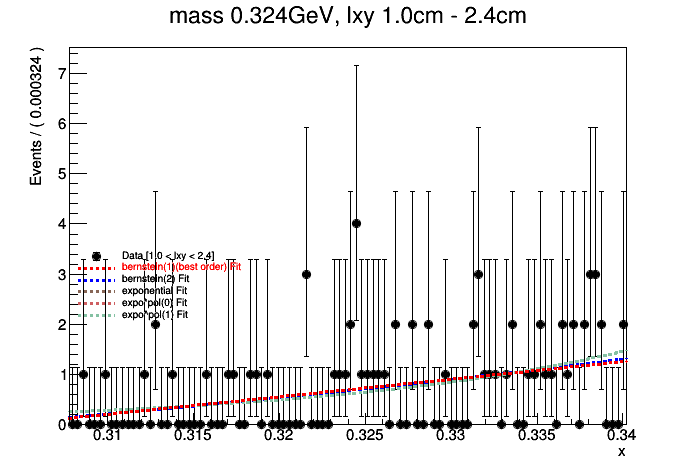 mass 0.324GeV, lxy 1.0cm - 2.4cm
Events / ( 0.000324 )
7
6
5
4
3
2
1
0
Data [1.0 < lxy < 2.4]
bernstein(1)(best order) Fit
bernstein(2) Fit
exponential Fit
expo*pol(0) Fit
expo*pol(1) Fit
0.31 0.315 0.32 0.325 0.33 0.335 0.34
x